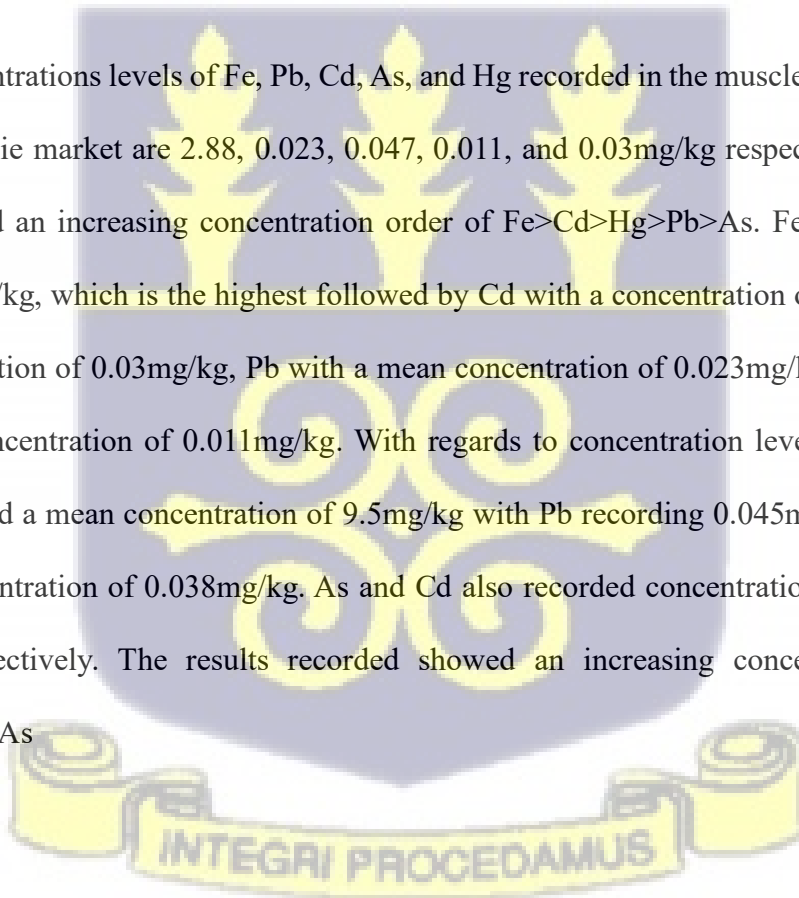 ntrations levels of Fe, Pb, Cd, As, and Hg recorded in the muscle
ie market are 2.88, 0.023, 0.047, 0.011, and 0.03mg/kg respec
d an increasing concentration order of Fe>Cd>Hg>Pb>As. Fe
/kg, which is the highest followed by Cd with a concentration o
tion of 0.03mg/kg, Pb with a mean concentration of 0.023mg/k
ncentration of 0.011mg/kg. With regards to concentration leve
d a mean concentration of 9.5mg/kg with Pb recording 0.045m
ntration of 0.038mg/kg. As and Cd also recorded concentratio
ectively. The results recorded showed an increasing conce
As
INTEGRI PROCEDAMUS